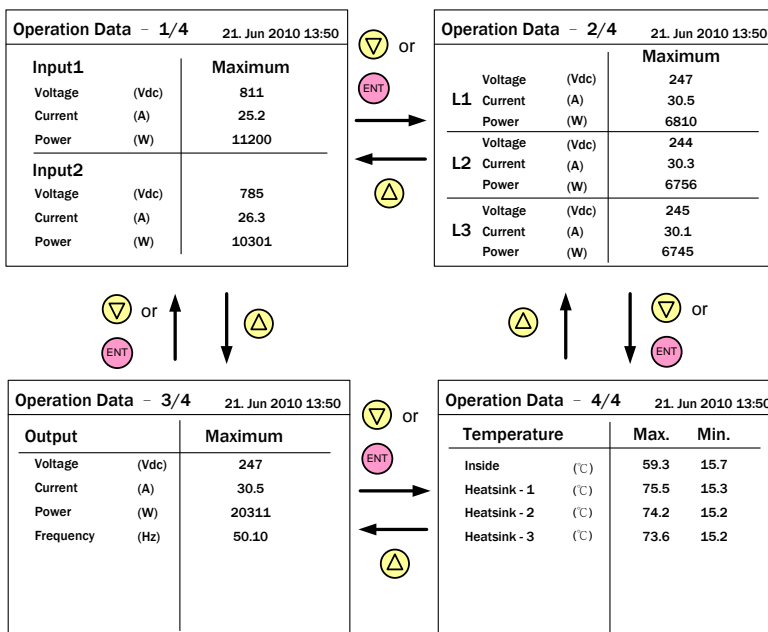 Operation Data – 1/4 21. Jun 2010 13:50
Input1 Maximum
Voltage (Vdc) 811
Current (A) 25.2
Power (W) 11200
Input2
Voltage (Vdc) 785
Current (A) 26.3
Power (W) 10301
or
ENT
Operation Data – 2/4 21. Jun 2010 13:50
Maximum
Voltage (Vdc) 247
L1 Current (A) 30.5
Power (W) 6810
Voltage (Vdc) 244
L2 Current (A) 30.3
Power (W) 6756
Voltage (Vdc) 245
L3 Current (A) 30.1
Power (W) 6745
or
ENT
or
ENT
Operation Data – 3/4 21. Jun 2010 13:50
Output Maximum
Voltage (Vdc) 247
Current (A) 30.5
Power (W) 20311
Frequency (Hz) 50.10
or
ENT
Operation Data – 4/4 21. Jun 2010 13:50
Temperature Max. Min.
Inside (℃) 59.3 15.7
Heatsink - 1 (℃) 75.5 15.3
Heatsink - 2 (℃) 74.2 15.2
Heatsink - 3 (℃) 73.6 15.2